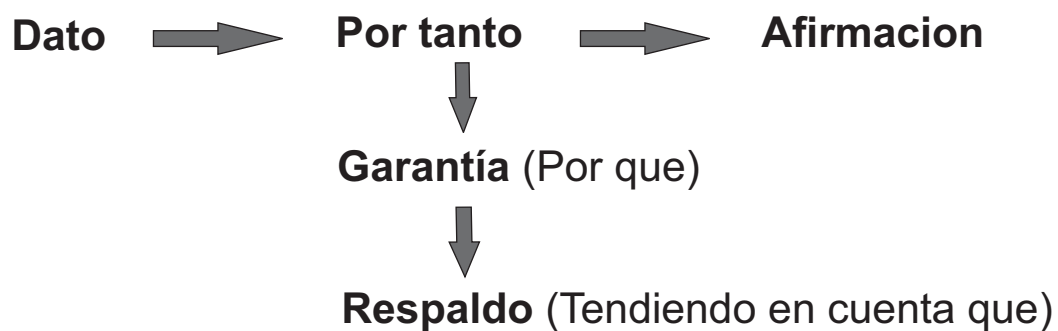 Dato Por tanto Afirmacion
Garantía (Por que)
Respaldo (Tendiendo en cuenta que)